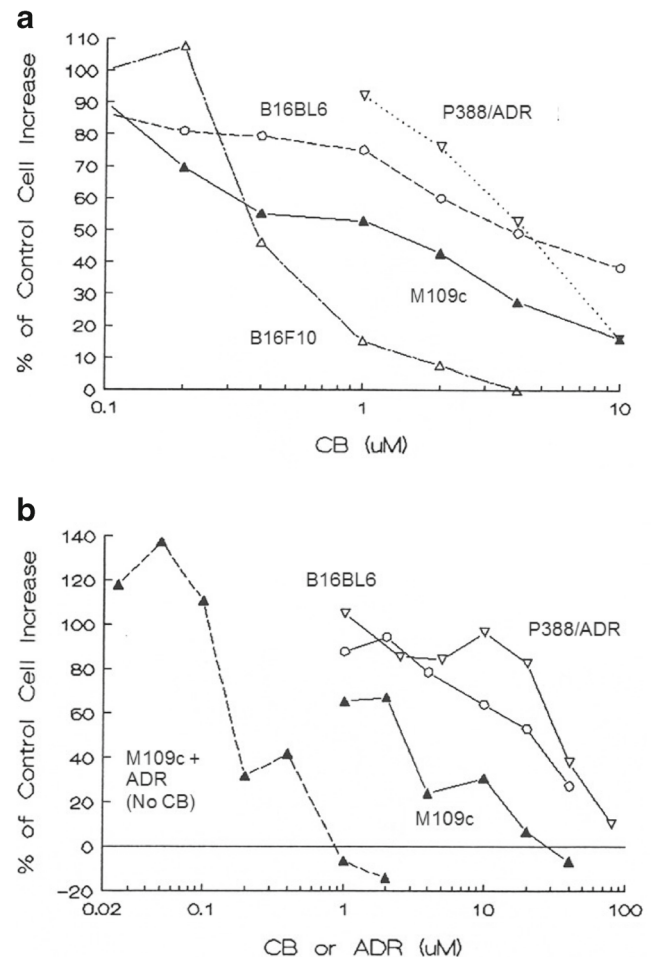 a
% of Control Cell Increase
110
100
90
80
70
60
50
40
30
20
10
0
B16BL6
P388/ADR
M109c
B16F10
0.1
1
10
CB (uM)
b
% of Control Cell Increase
140
120
100
80
60
40
20
0
-20
B16BL6
P388/ADR
M109c +
ADR
(No CB)
M109c
0.02
0.1
1
10
100
CB or ADR (uM)